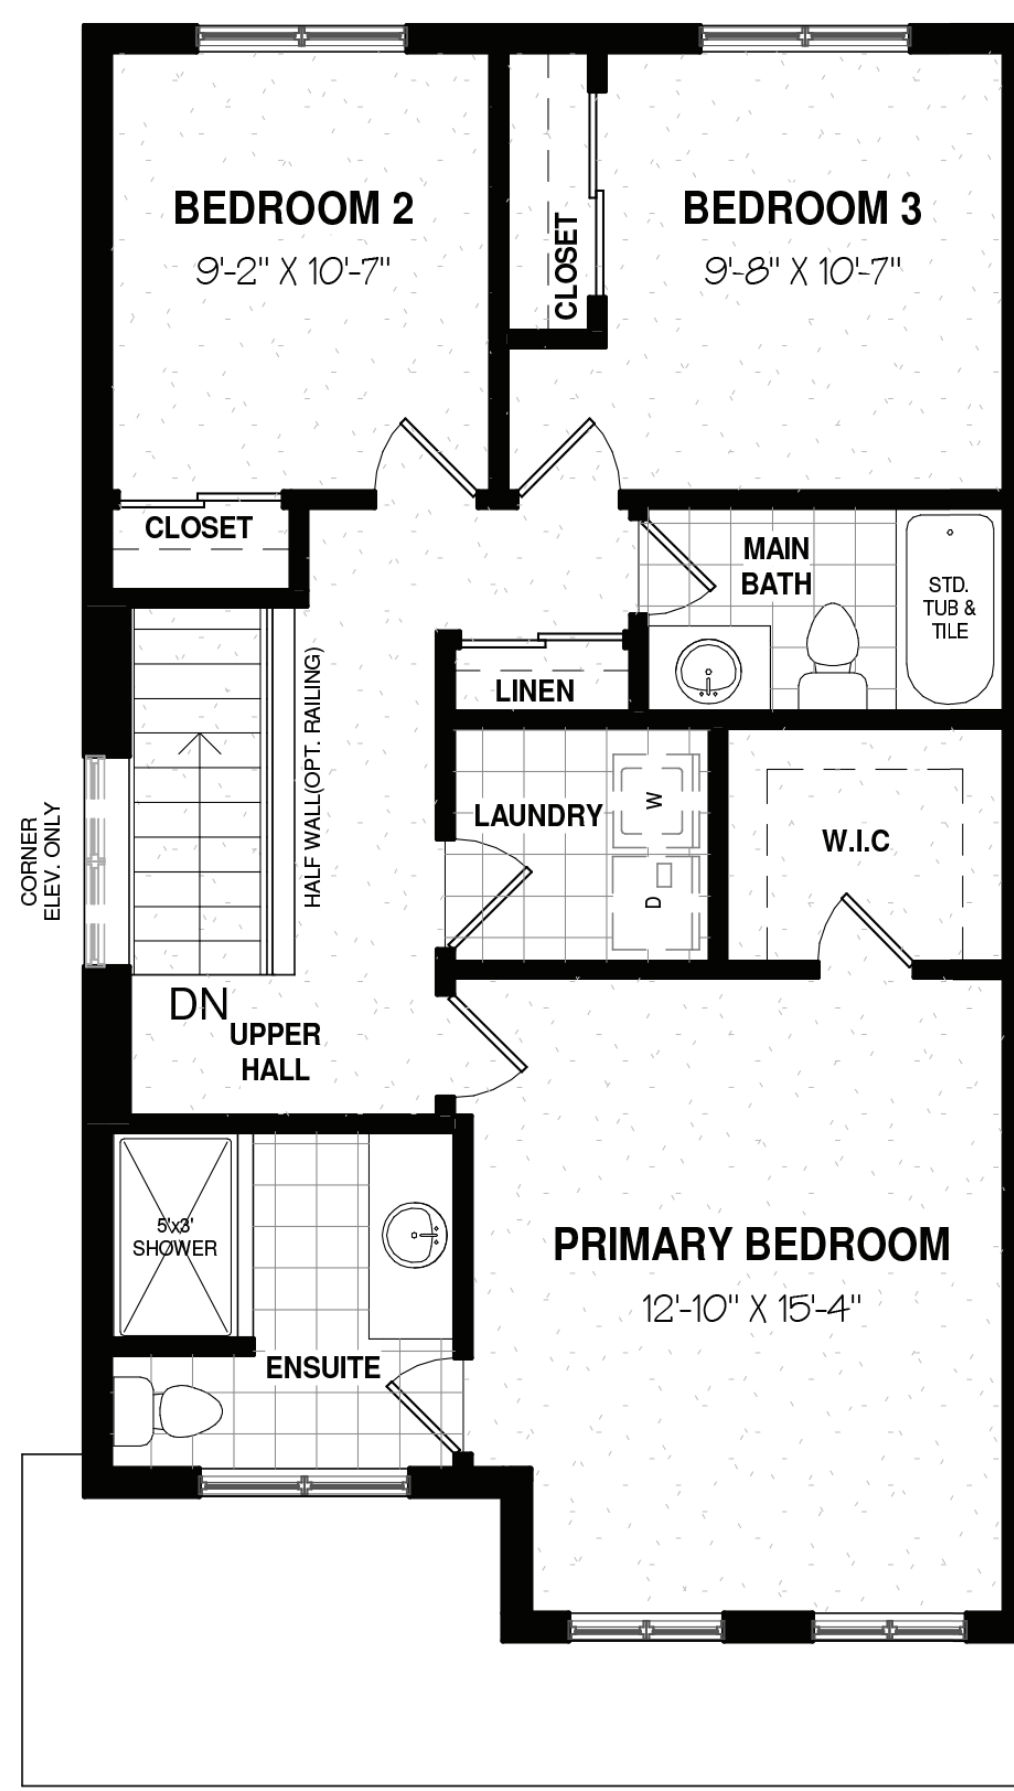 BEDROOM 2
9'-2" X 10'-7"
CLOSET
BEDROOM 3
9'-8" X 10'-7"
CLOSET
MAIN
BATH
STD.
TUB &
TILE
LINEN
HALF WALL(OPT. RAILING)
LAUNDRY
W
D
W.I.C
CORNER
ELEV. ONLY
DN
UPPER
HALL
5'x3'
SHOWER
PRIMARY BEDROOM
12'-10" X 15'-4"
ENSUITE